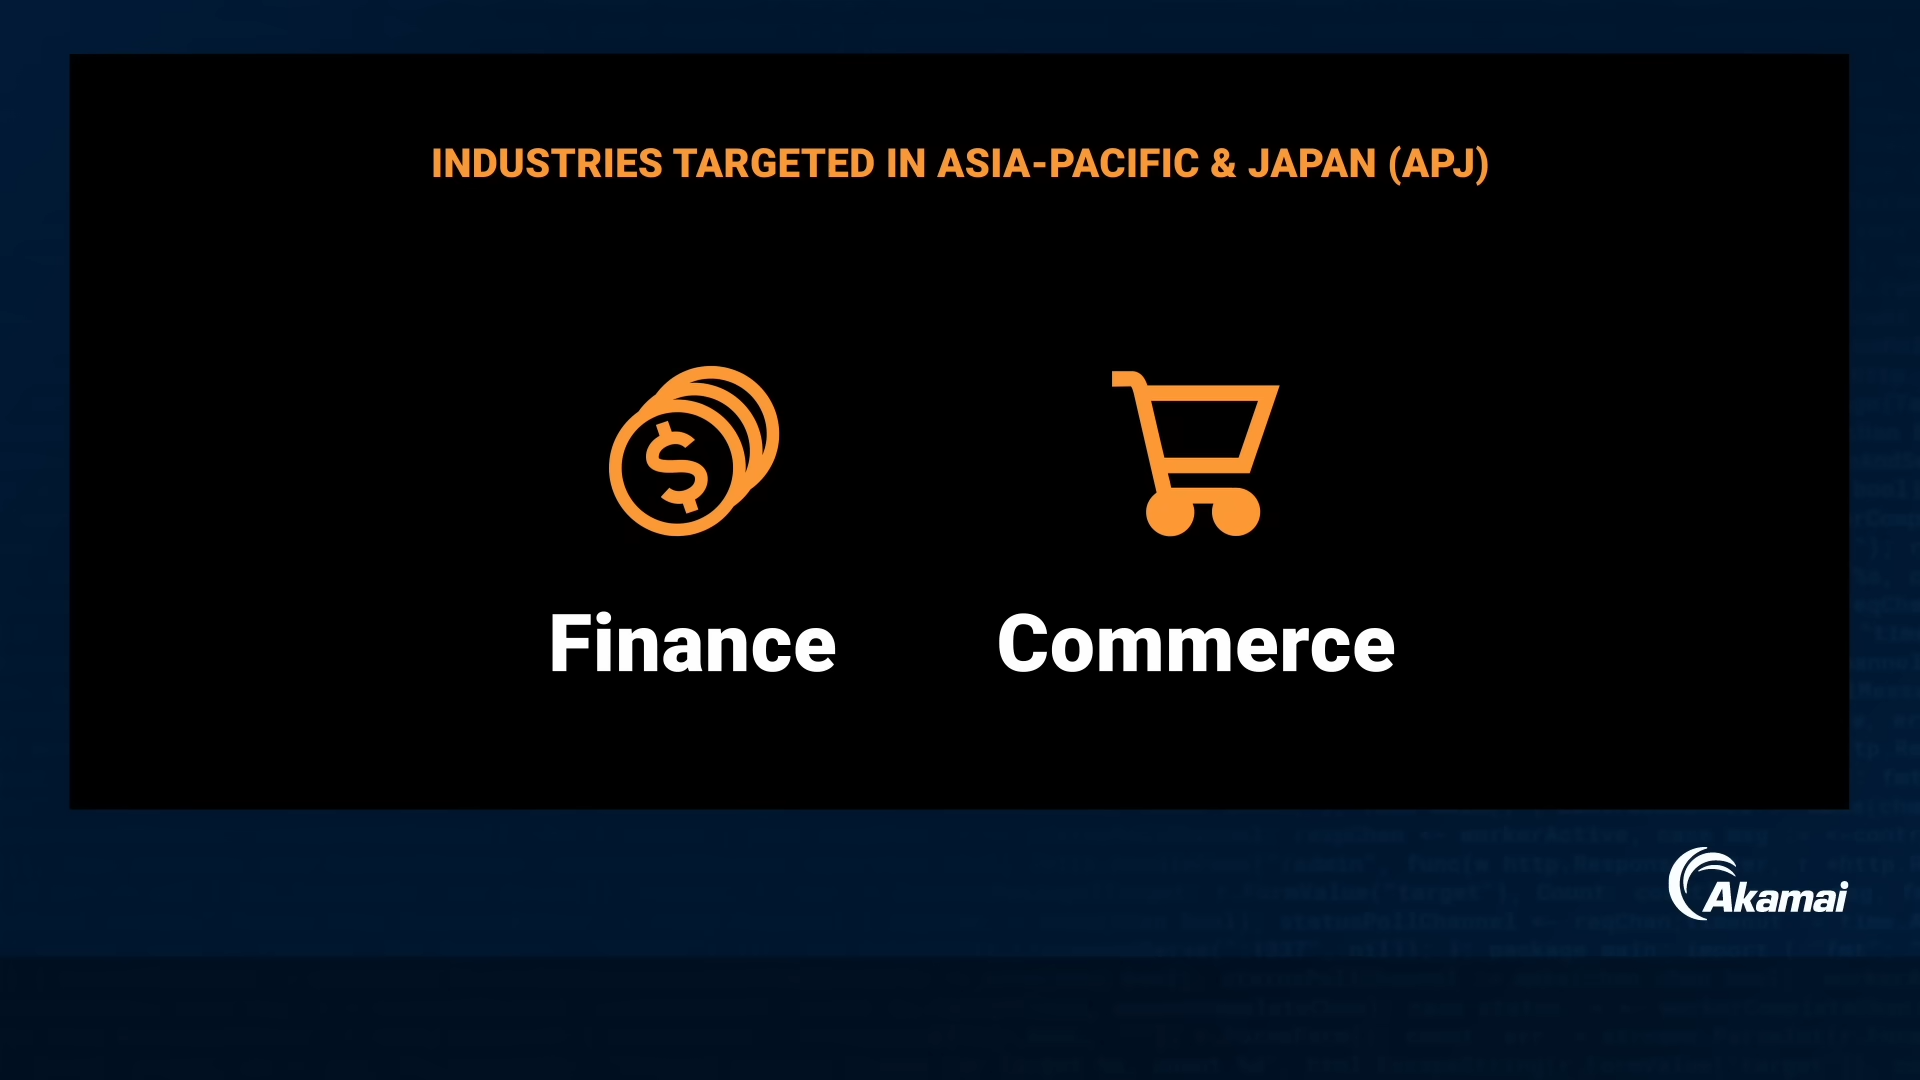 INDUSTRIES TARGETED IN ASIA-PACIFIC & JAPAN (APJ)
$
Finance
Commerce
Akamai